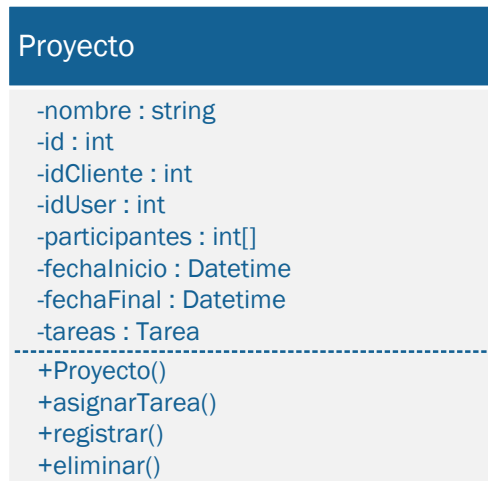 Proyecto
-nombre : string
-id : int
-idCliente : int
-idUser : int
-participantes : int[]
-fechaInicio : Datetime
-fechaFinal : Datetime
-tareas : Tarea
+Proyecto()
+asignarTarea()
+registrar()
+eliminar()